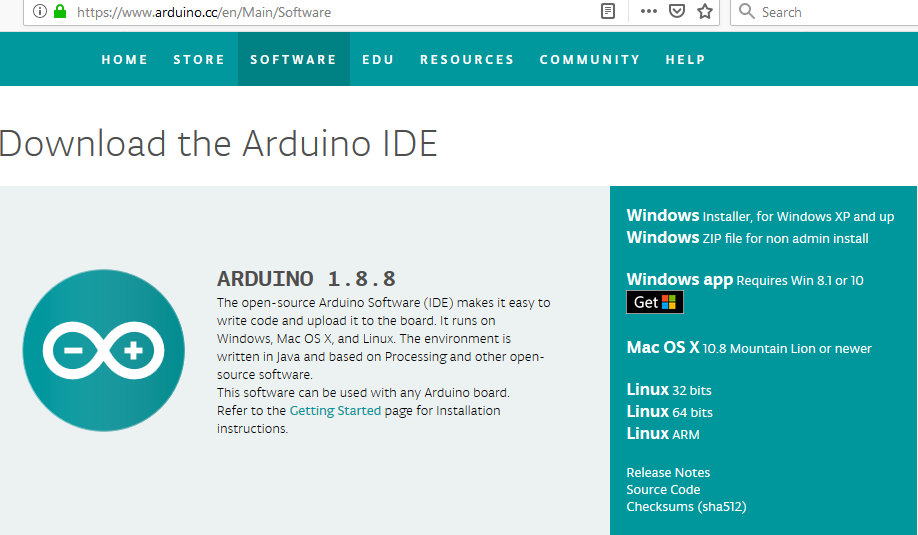 https://www.arduino.cc/en/Main/Software
Search
HOME STORE SOFTWARE EDU RESOURCES COMMUNITY HELP
Download the Arduino IDE
ARDUINO 1.8.8
The open-source Arduino Software (IDE) makes it easy to
write code and upload it to the board. It runs on
Windows, Mac OS X, and Linux. The environment is
written in Java and based on Processing and other open-
source software.
This software can be used with any Arduino board.
Refer to the Getting Started page for Installation
instructions.
Windows Installer, for Windows XP and up
Windows ZIP file for non admin install
Windows app Requires Win 8.1 or 10
Get
Mac OS X 10.8 Mountain Lion or newer
Linux 32 bits
Linux 64 bits
Linux ARM
Release Notes
Source Code
Checksums (sha512)